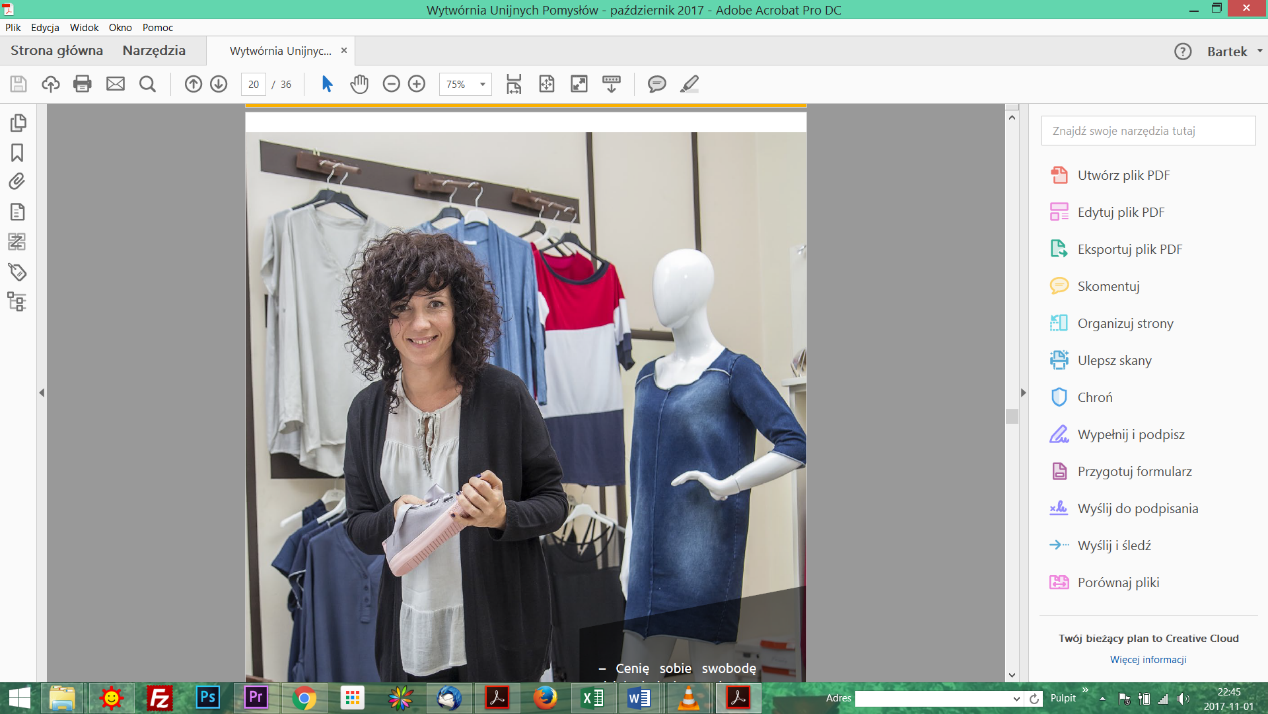 Wytwórnia Unijnych Pomysłów - październik 2017 - Adobe Acrobat Pro DC
Plik Edycja Widok Okno Pomoc
Strona główna Narzędzia Wytwórnia Unijnyc... × ? Bartek
20 / 36 75%
Znajdź swoje narzędzia tutaj
Utwórz plik PDF
Edytuj plik PDF
Eksportuj plik PDF
Skomentuj
Organizuj strony
Ulepsz skany
Chroń
Wypełnij i podpisz
Przygotuj formularz
Wyślij do podpisania
Wyślij i śledź
Porównaj pliki
Twój bieżący plan to Creative Cloud
Więcej informacji
– Cenię sobie swobodę
Fz Ps Pr Adres Pulpit » 22:45
2017-11-01